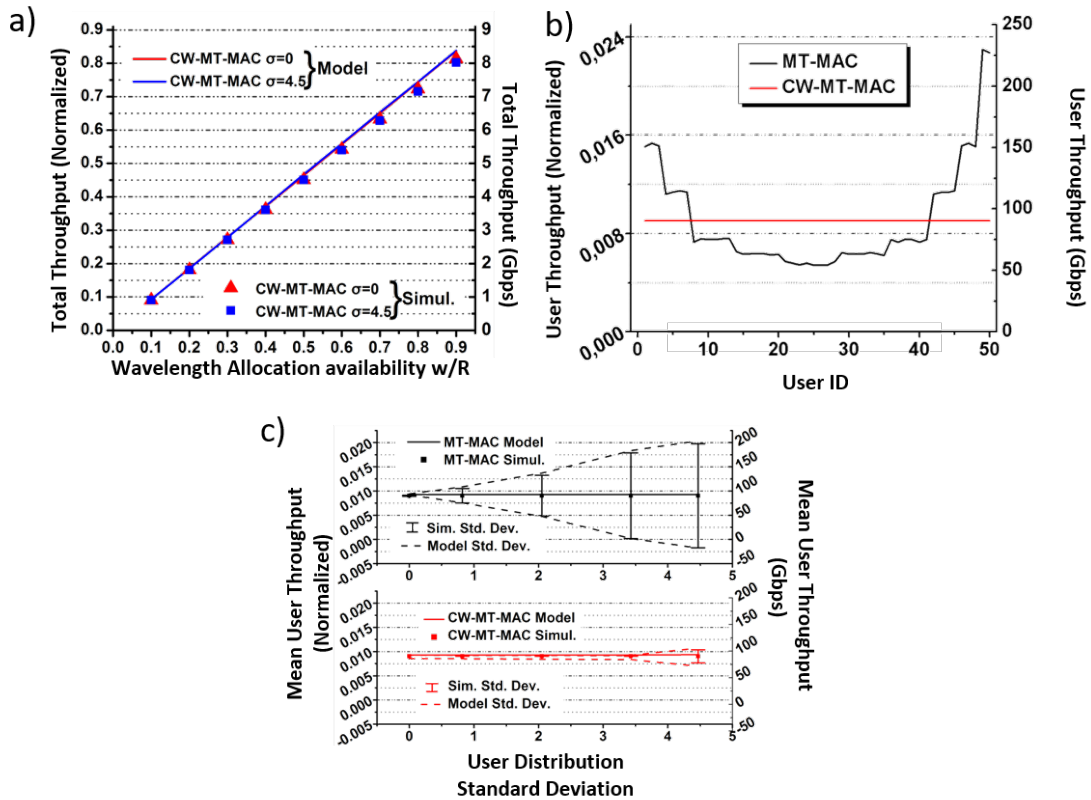 a)
Total Throughput (Normalized)
0.9
0.8
0.7
0.6
0.5
0.4
0.3
0.2
0.1
0.0
CW-MT-MAC σ=0
CW-MT-MAC σ=4.5
} Model
CW-MT-MAC σ=0
CW-MT-MAC σ=4.5
} Simul.
9
8
7
6
5
4
3
2
1
0
Total Throughput (Gbps)
0.0 0.1 0.2 0.3 0.4 0.5 0.6 0.7 0.8 0.9
Wavelength Allocation availability w/R
b)
User Throughput (Normalized)
0,024
0,016
0,008
0,000
MT-MAC
CW-MT-MAC
250
200
150
100
50
0
User Throughput (Gbps)
0 10 20 30 40 50
User ID
c)
Mean User Throughput
(Normalized)
0.020
0.015
0.010
0.005
0.000
-0.005
MT-MAC Model
MT-MAC Simul.
Sim. Std. Dev.
Model Std. Dev.
200
150
100
50
0
-50
0 1 2 3 4 5
0.020
0.015
0.010
0.005
0.000
-0.005
CW-MT-MAC Model
CW-MT-MAC Simul.
Sim. Std. Dev.
Model Std. Dev.
200
150
100
50
0
-50
0 1 2 3 4 5
Mean User Throughput
(Gbps)
User Distribution
Standard Deviation